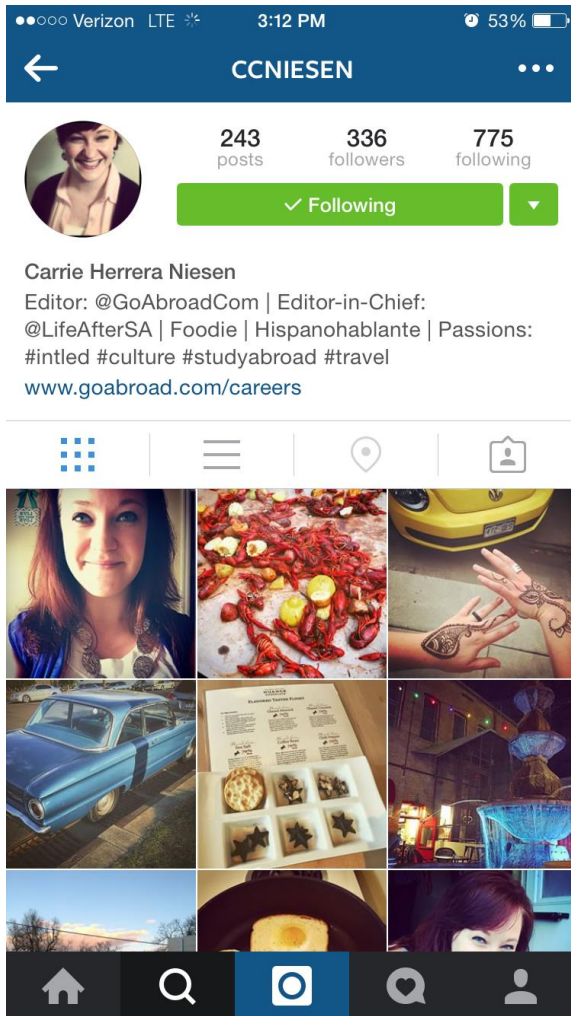 Verizon LTE 3:12 PM 53%
CCNIESEN
243 336 775
posts followers following
Following
Carrie Herrera Niesen
Editor: @GoAbroadCom | Editor-in-Chief:
@LifeAfterSA | Foodie | Hispanohablante | Passions:
#intled #culture #studyabroad #travel
www.goabroad.com/careers